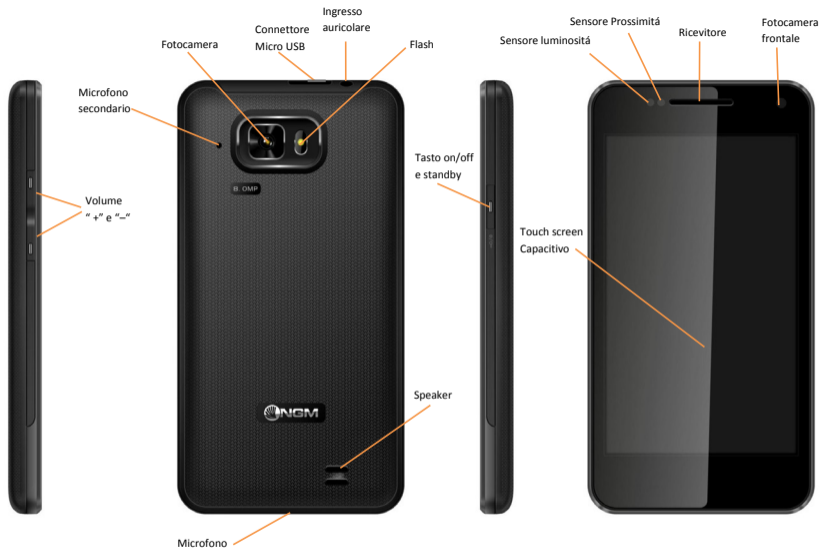 Ingresso
auricolare
Connettore
Micro USB
Fotocamera
Flash
Sensore Prossimitá
Sensore luminositá
Ricevitore
Fotocamera
frontale
Microfono
secondario
Tasto on/off
e standby
8. OMP
Volume
“ +” e “–“
Touch screen
Capacitivo
Speaker
NGM
Microfono